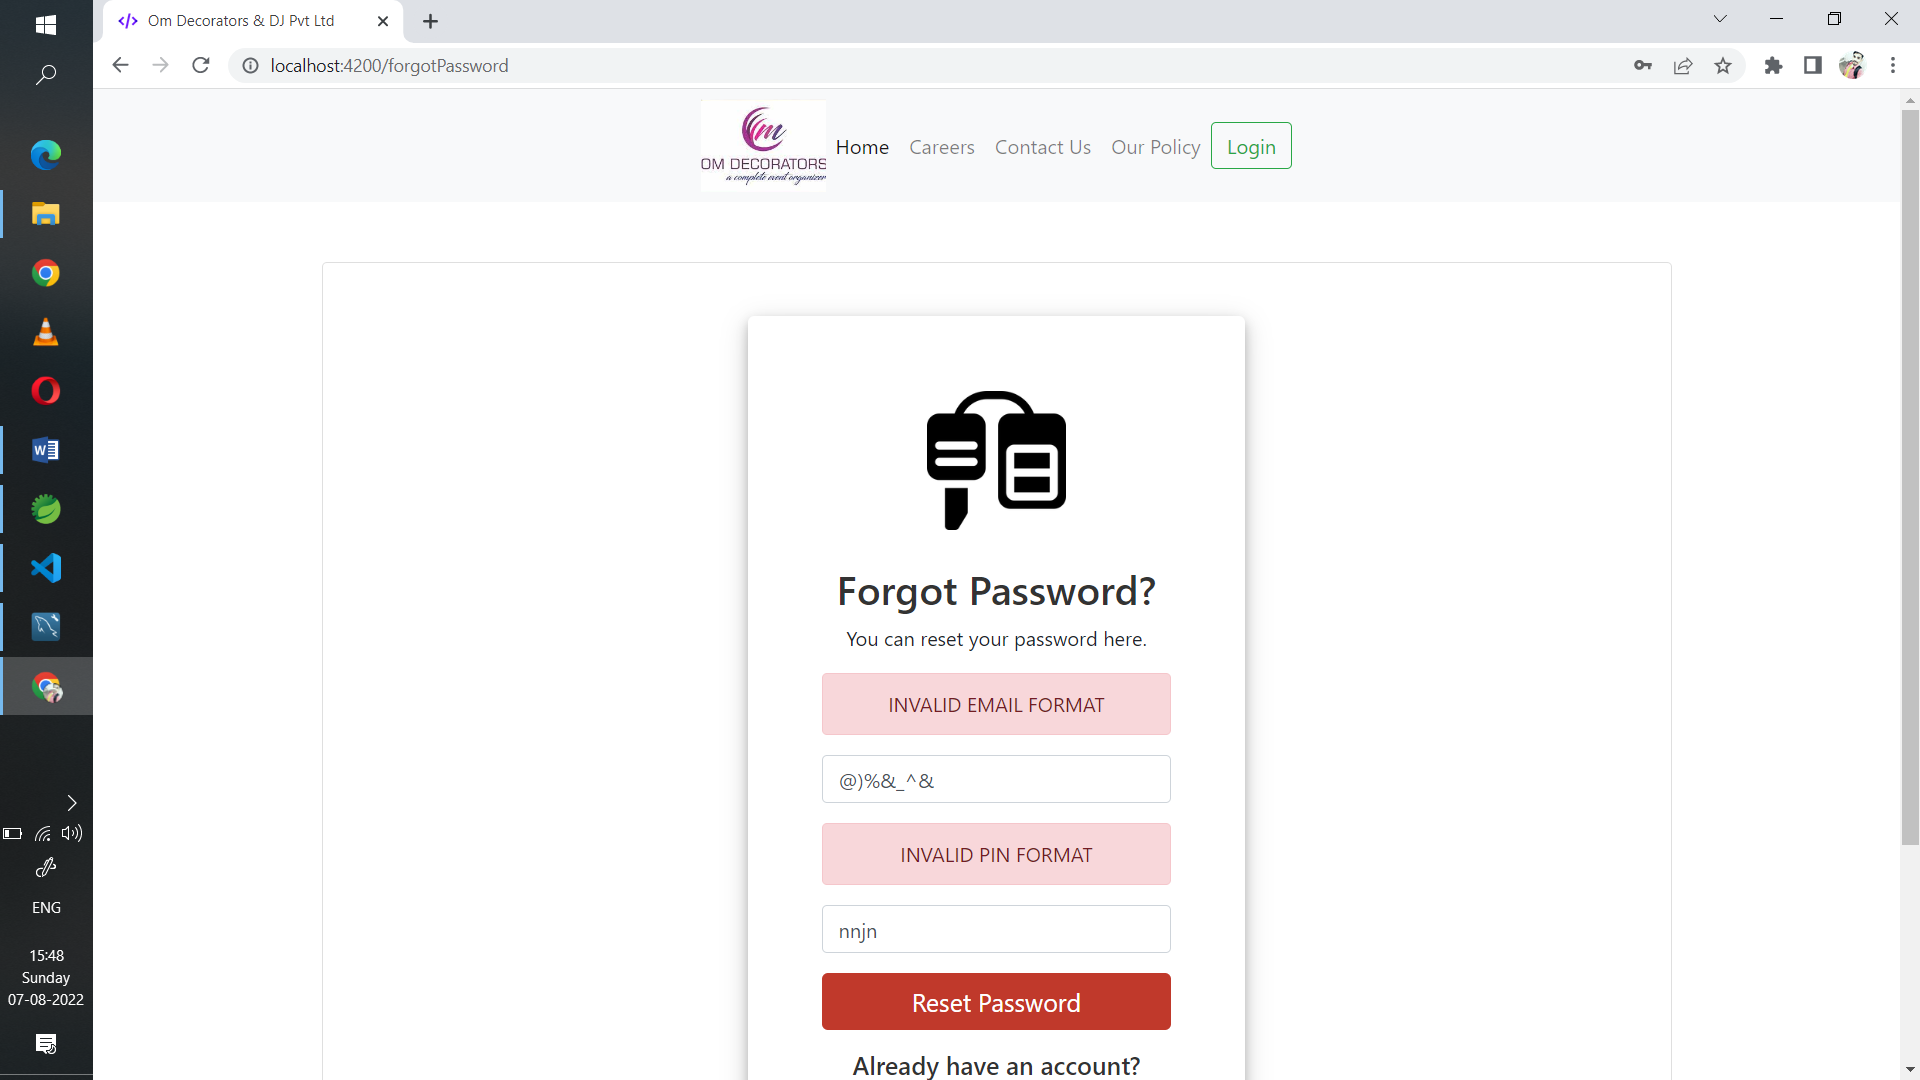 Om Decorators & DJ Pvt Ltd
localhost:4200/forgotPassword
m
OM DECORATORS
a complete event organizer
Home Careers Contact Us Our Policy Login
Forgot Password?
You can reset your password here.
INVALID EMAIL FORMAT
@)%&_^&
INVALID PIN FORMAT
nnjn
Reset Password
Already have an account?
W
ENG
15:48
Sunday
07-08-2022